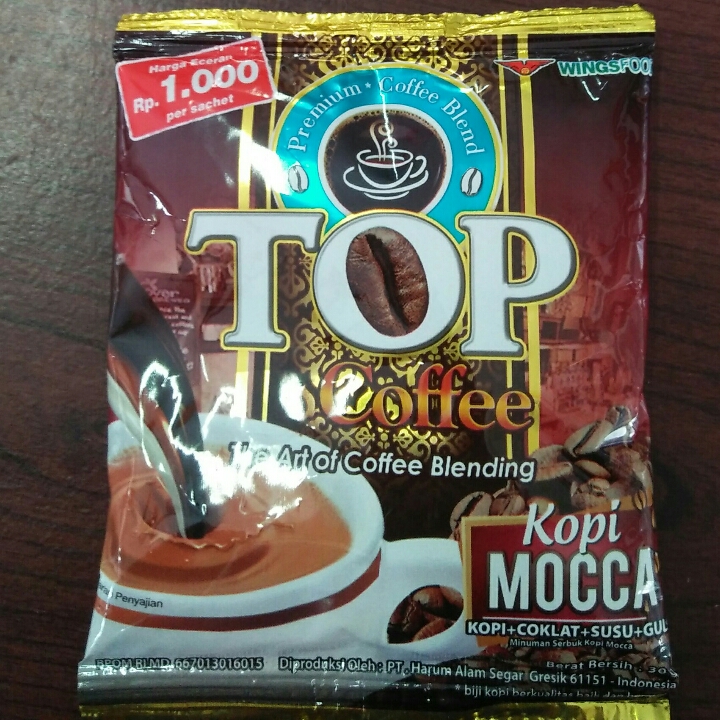 Harga Eceran
Rp. 1.000
per sachet
WINGSFOOD
Premium * Coffee Blend
TOP
Coffee
The Art of Coffee Blending
Kopi
MOCCA
KOPI+COKLAT+SUSU+GUL
Minuman Serbuk Kopi Mocca
Penyajian
Berat Bersih : 30
BPOM RI MD 667013016015 Diproduksi Oleh : PT. Harum Alam Segar Gresik 61151 - Indonesia
* biji kopi berkualitas baik dan